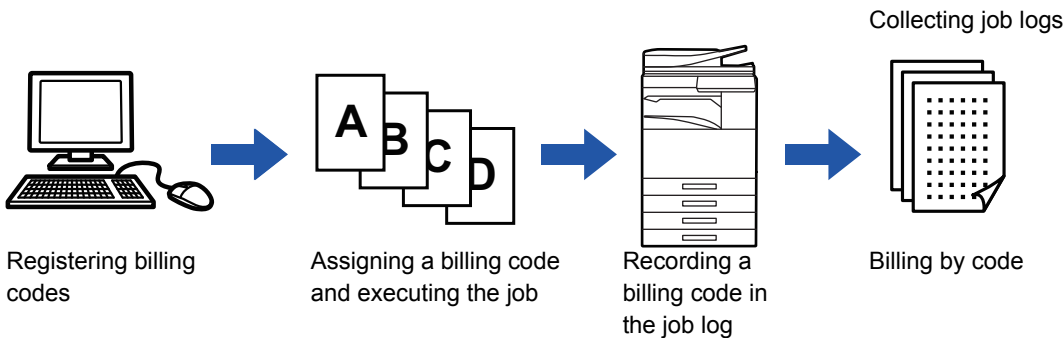 Collecting job logs
A
B
C
D
Registering billing
codes
Assigning a billing code
and executing the job
Recording a
billing code in
the job log
Billing by code